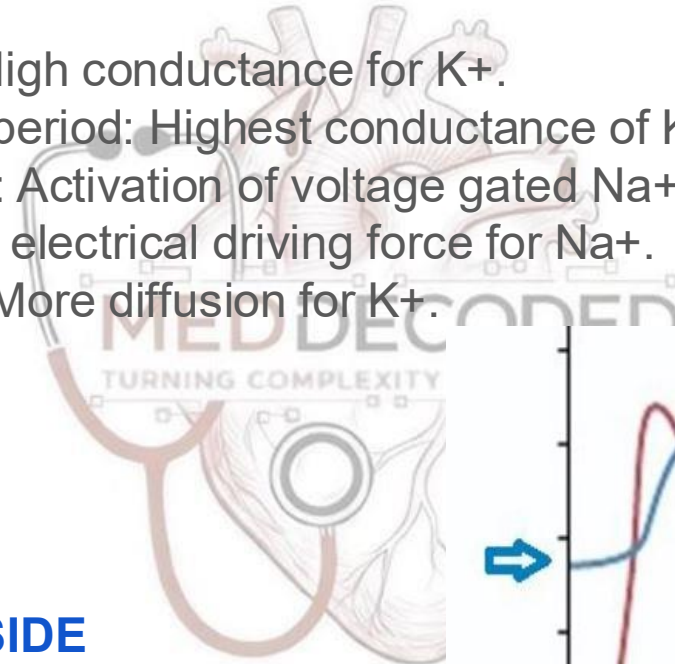 High conductance for K+.
period: Highest conductance of K
: Activation of voltage gated Na+
electrical driving force for Na+.
More diffusion for K+.
MEDDECODED
TURNING COMPLEXITY
SIDE